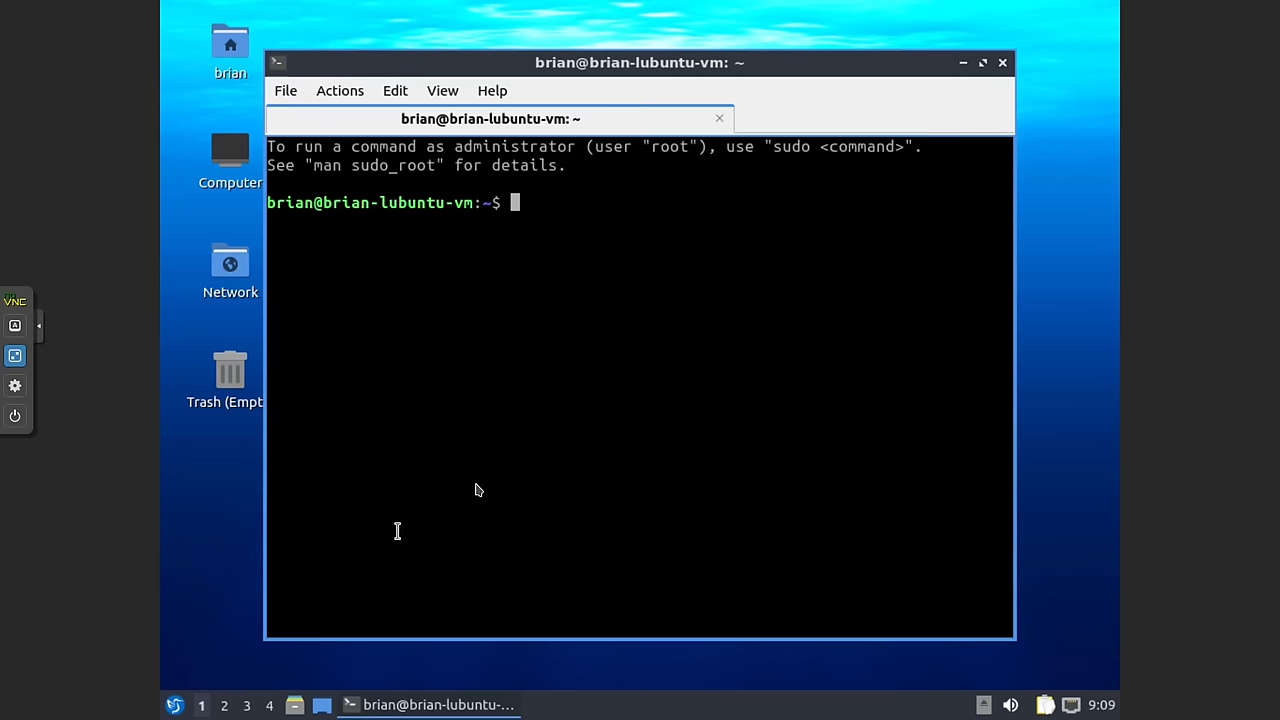 brian
Computer
Network
Trash (Empt
brian@brian-lubuntu-vm: ~
File Actions Edit View Help
brian@brian-lubuntu-vm: ~
To run a command as administrator (user "root"), use "sudo <command>".
See "man sudo_root" for details.
brian@brian-lubuntu-vm:~$
VNC
A
1 2 3 4 brian@brian-lubuntu-... 9:09